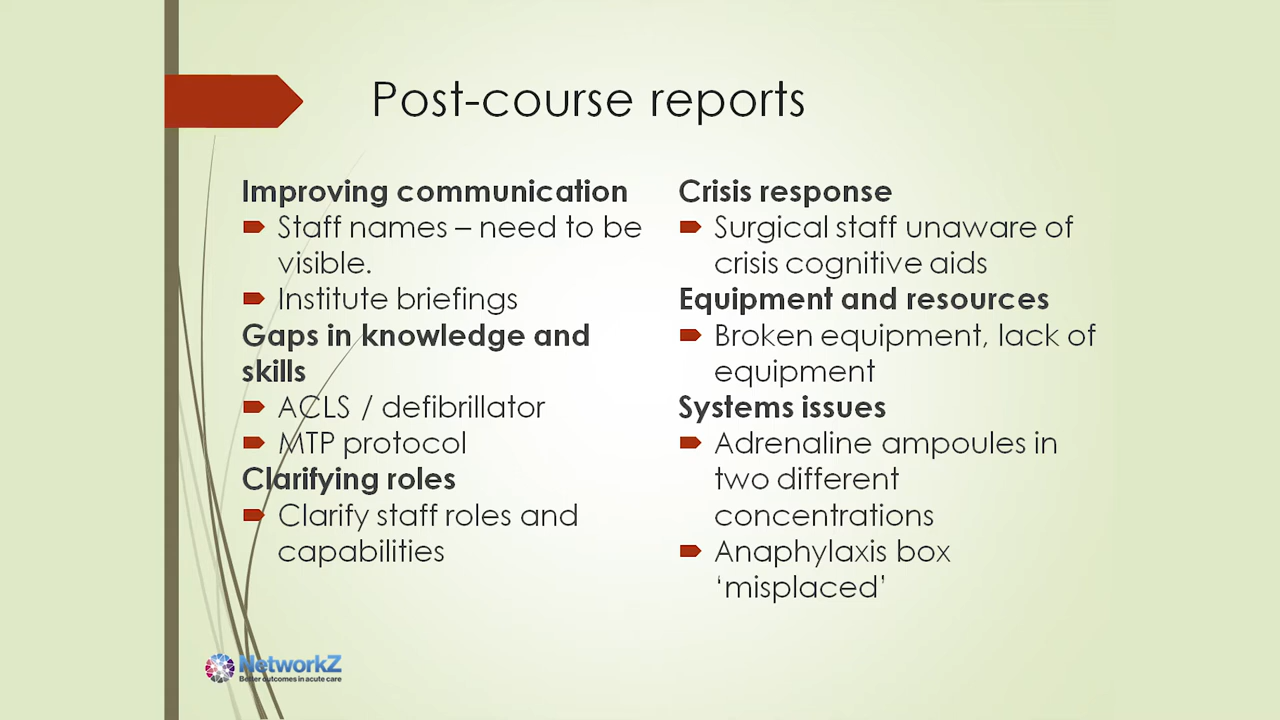 Post-course reports
Improving communication
Staff names – need to be
visible.
Institute briefings
Gaps in knowledge and
skills
ACLS / defibrillator
MTP protocol
Clarifying roles
Clarify staff roles and
capabilities
Crisis response
Surgical staff unaware of
crisis cognitive aids
Equipment and resources
Broken equipment, lack of
equipment
Systems issues
Adrenaline ampoules in
two different
concentrations
Anaphylaxis box
‘misplaced’
NetworkZ
Better outcomes in acute care